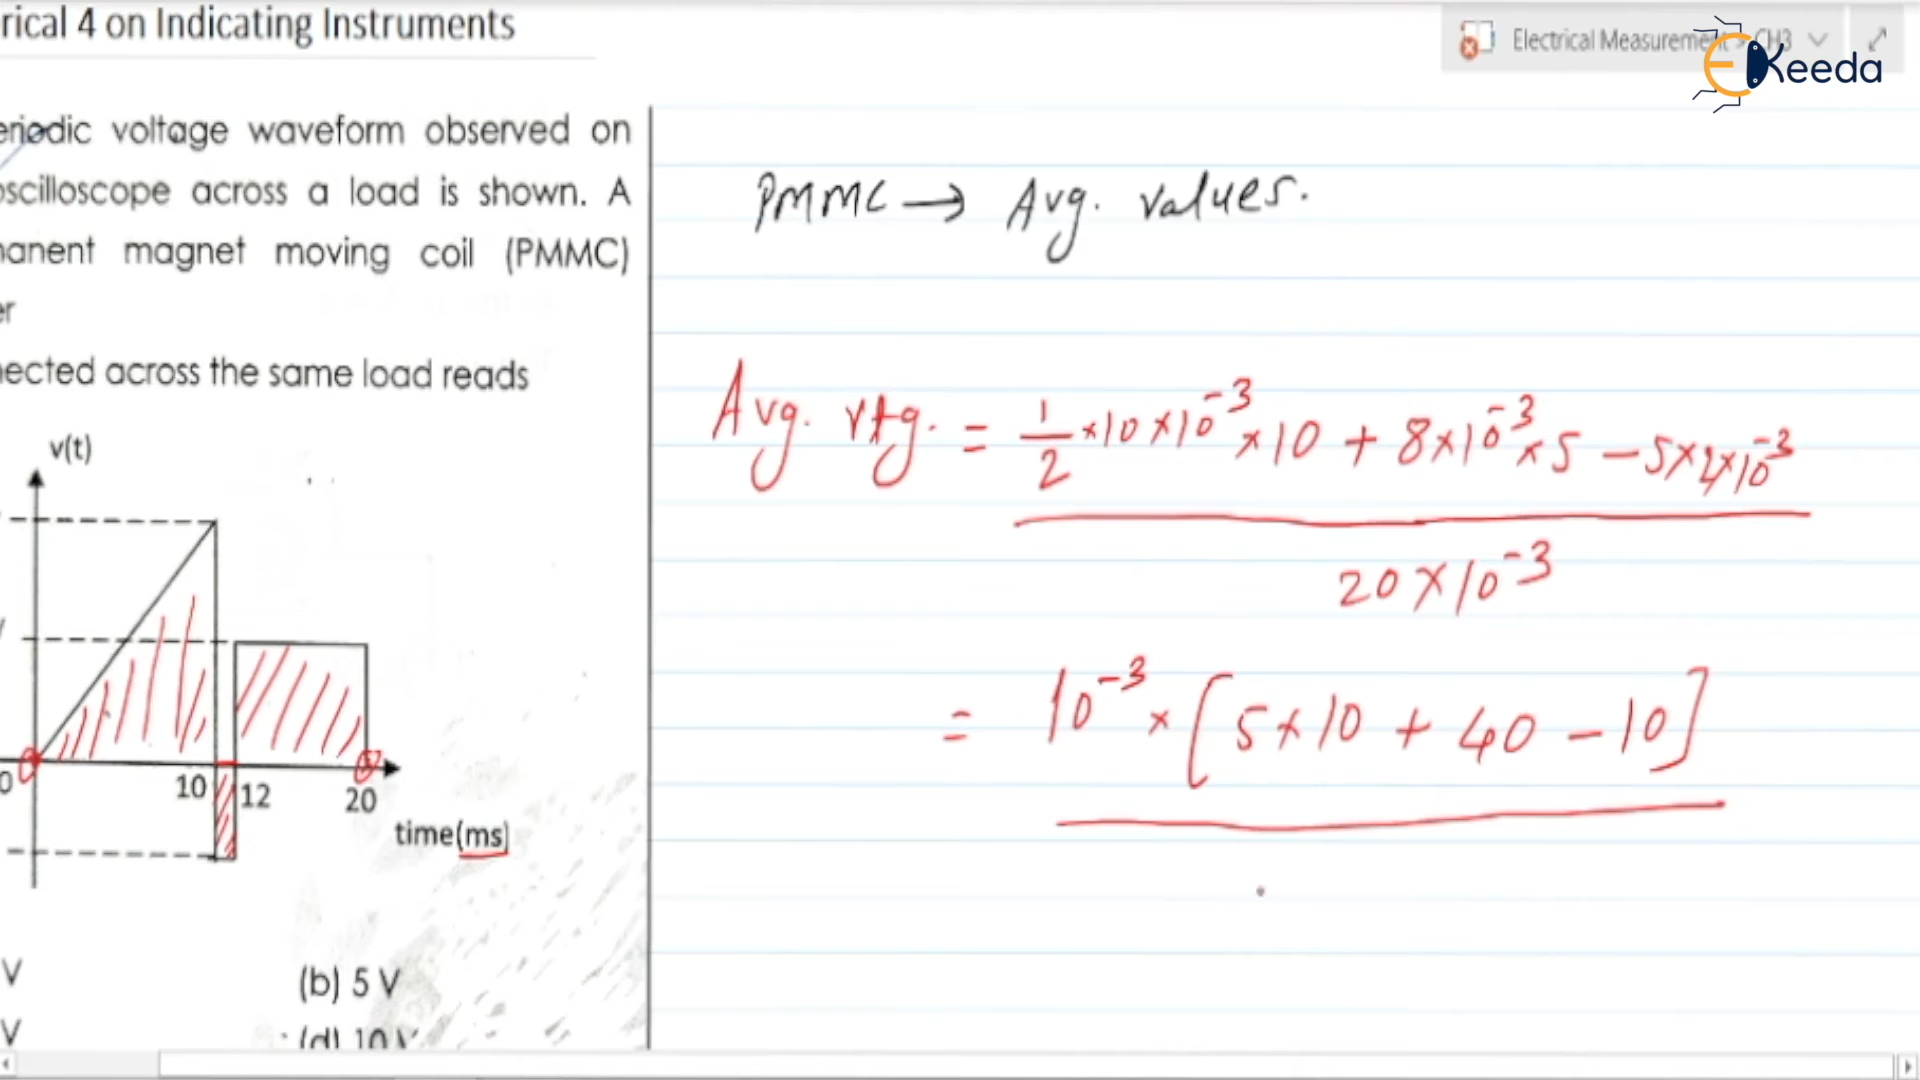 rical 4 on Indicating Instruments
Electrical Measurement > CH3
EKeeda
eriodic voltage waveform observed on
oscilloscope across a load is shown. A
nanent magnet moving coil (PMMC)
er
nected across the same load reads
v(t)
0
10
12
20
time(ms)
V
(b) 5 V
V
(d) 10 V
PMMC → Avg. values.
Avg. vtg. = 1/2 ×10×10⁻³×10 + 8×10⁻³×5 − 5×2×10⁻³
20×10⁻³
= 10⁻³ × [5×10 + 40 − 10]